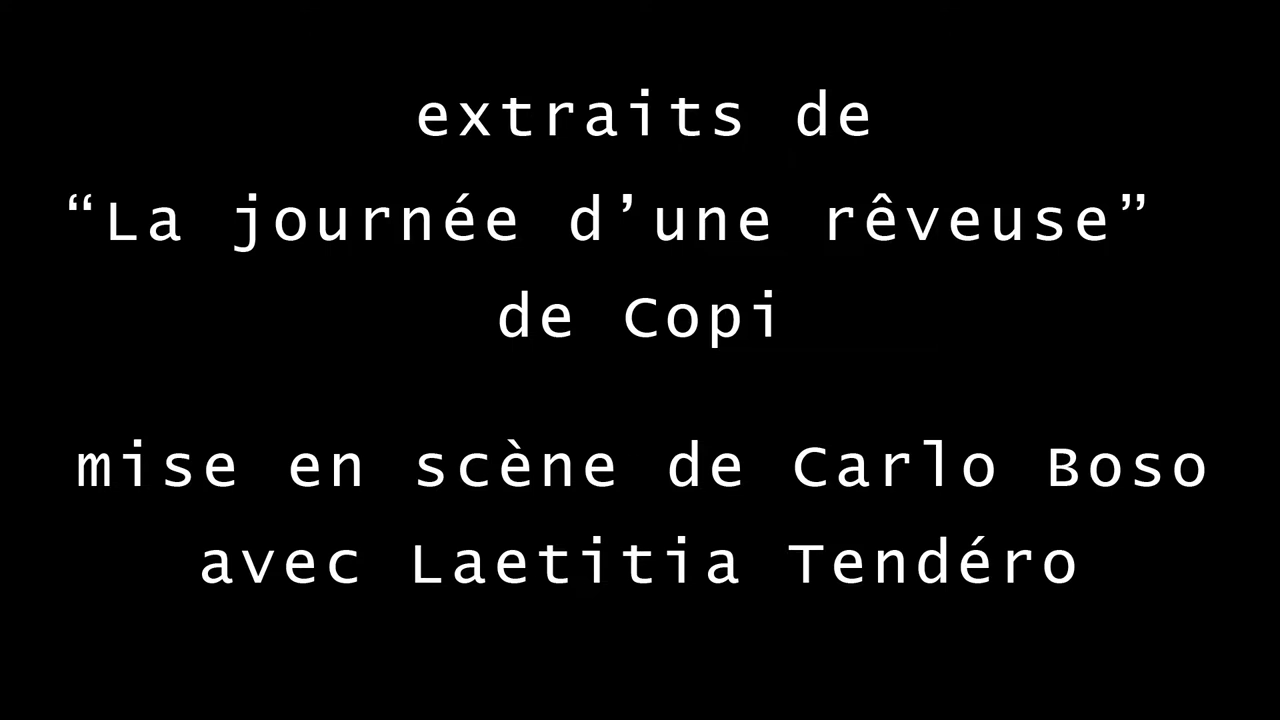 extraits de
“La journée d’une rêveuse”
de Copi
mise en scène de Carlo Boso
avec Laetitia Tendéro